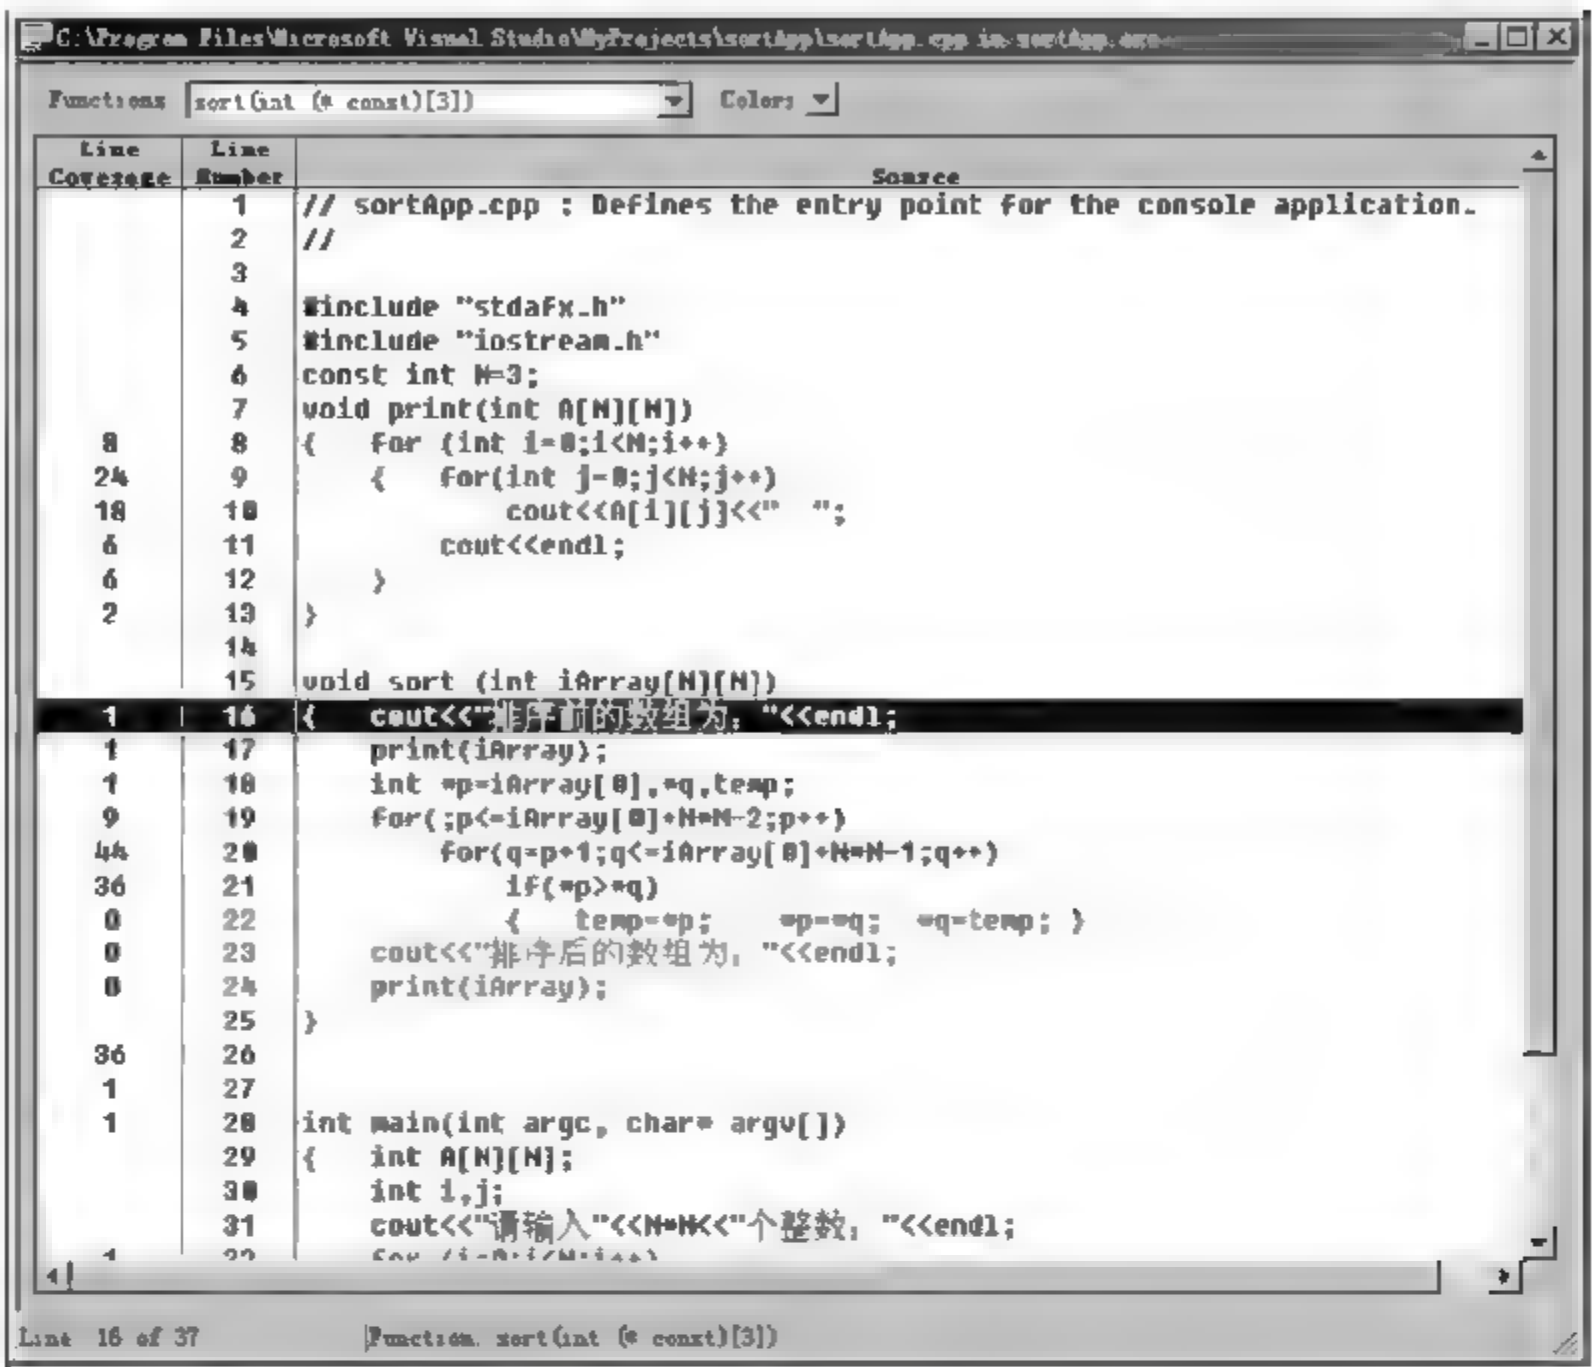 C:\Program Files\Microsoft Visual Studio\MyProjects\sortApp\sortApp.cpp in sortApp.exe
Functions sort(int (* const)[3]) Colors
Line Coverage Line Number Source
1 // sortApp.cpp : Defines the entry point for the console application.
2 //
3
4 #include "stdafx.h"
5 #include "iostream.h"
6 const int N=3;
7 void print(int A[N][N])
8 8 { for (int i=0;i<N;i++)
24 9 { for(int j=0;j<N;j++)
18 10 cout<<A[i][j]<<" ";
6 11 cout<<endl;
6 12 }
2 13 }
14
15 void sort (int iArray[N][N])
1 16 { cout<<"排序前的数组为："<<endl;
1 17 print(iArray);
1 18 int *p=iArray[0],*q,temp;
9 19 for(;p<=iArray[0]+N*N-2;p++)
44 20 for(q=p+1;q<=iArray[0]+N*N-1;q++)
36 21 if(*p>*q)
0 22 { temp=*p; *p=*q; *q=temp; }
0 23 cout<<"排序后的数组为："<<endl;
0 24 print(iArray);
25 }
36 26
1 27
1 28 int main(int argc, char* argv[])
29 { int A[N][N];
30 int i,j;
31 cout<<"请输入"<<N*N<<"个整数："<<endl;
1 32 for (i=0;i<N;i++)
Line 16 of 37 Function. sort(int (* const)[3])